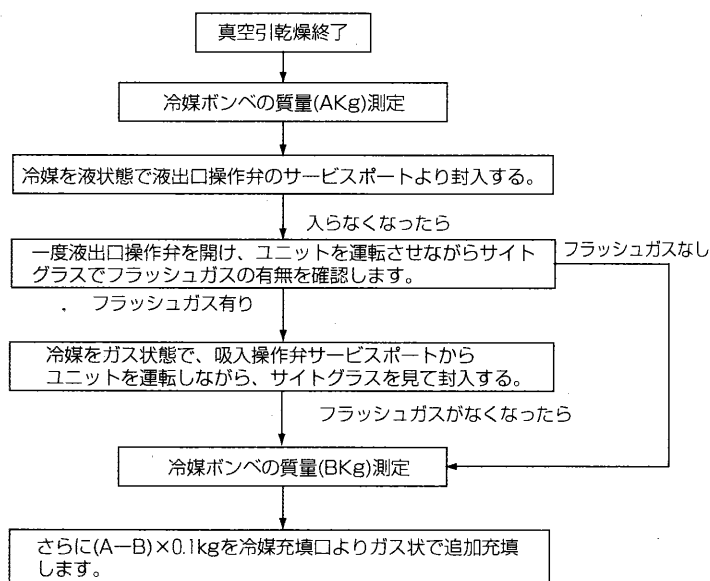 真空引乾燥終了
冷媒ボンベの質量(AKg)測定
冷媒を液状態で液出口操作弁のサービスポートより封入する。
入らなくなったら
一度液出口操作弁を開け、ユニットを運転させながらサイト
グラスでフラッシュガスの有無を確認します。
フラッシュガスなし
フラッシュガス有り
冷媒をガス状態で、吸入操作弁サービスポートから
ユニットを運転しながら、サイトグラスを見て封入する。
フラッシュガスがなくなったら
冷媒ボンベの質量(BKg)測定
さらに(A−B)×0.1kgを冷媒充填口よりガス状で追加充填
します。